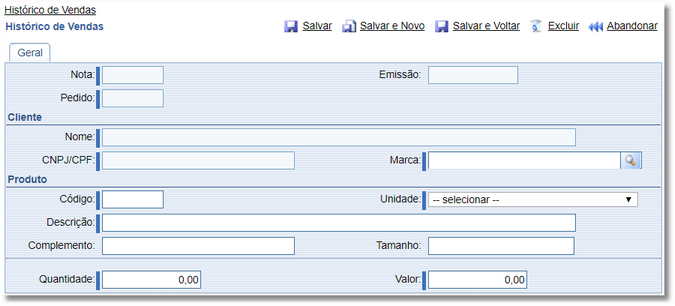 Histórico de Vendas
Histórico de Vendas Salvar Salvar e Novo Salvar e Voltar Excluir Abandonar
Geral
Nota: Emissão:
Pedido:
Cliente
Nome:
CNPJ/CPF: Marca:
Produto
Código: Unidade: -- selecionar --
Descrição:
Complemento: Tamanho:
Quantidade: 0,00 Valor: 0,00